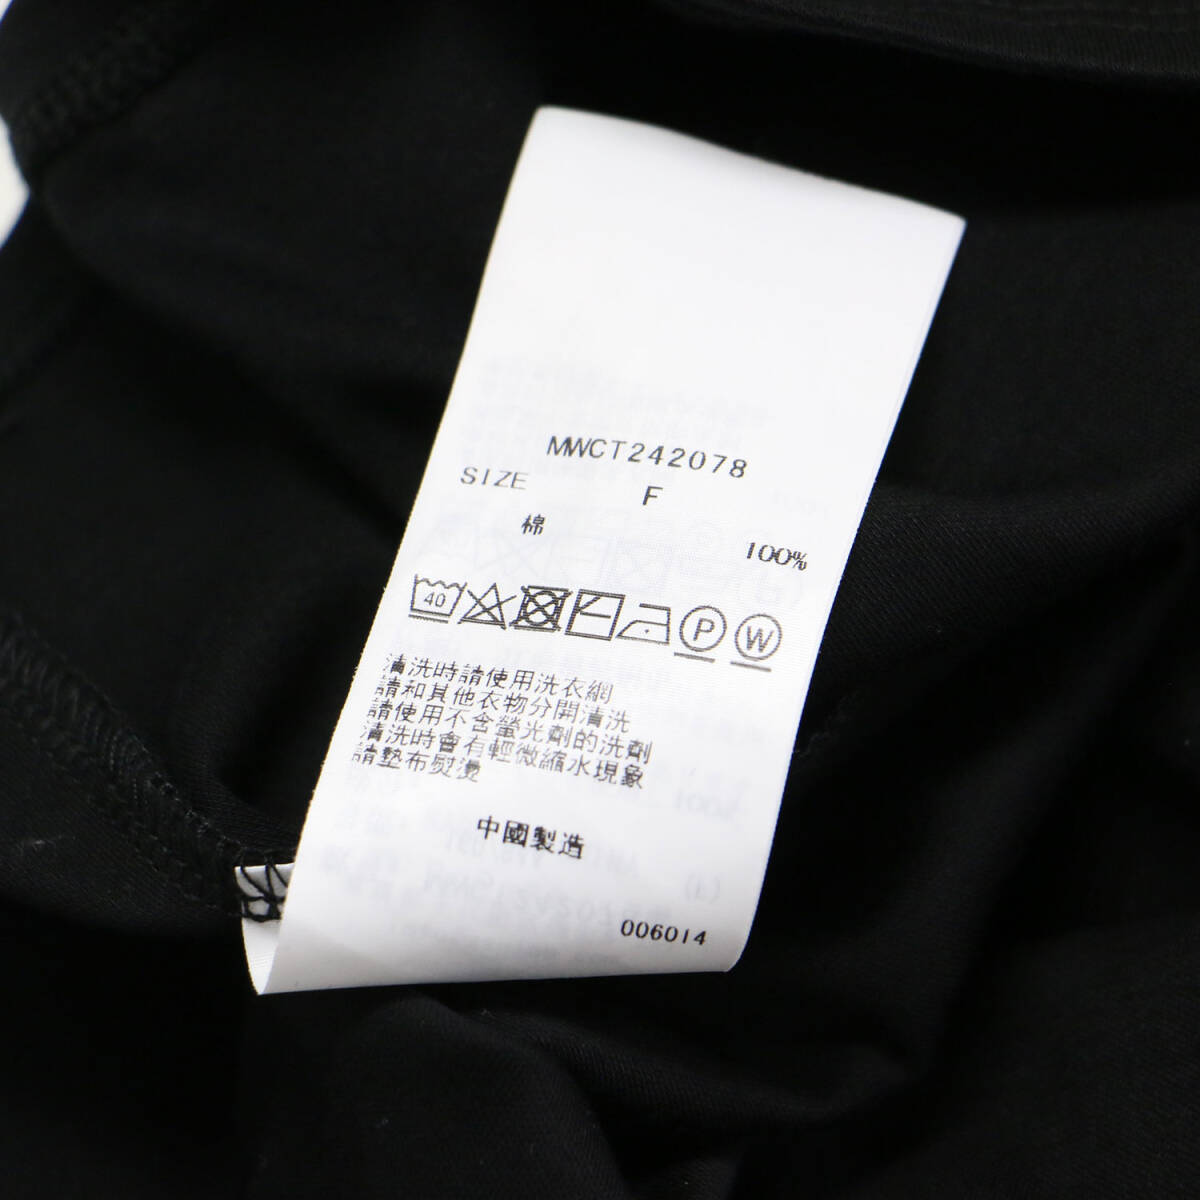 MWCT242078
SIZE F
棉 100%
40 P W
清洗時請使用洗衣網
請和其他衣物分開清洗
請使用不含螢光劑的洗劑
清洗時會有輕微縮水現象
請墊布熨燙
中國製造
006014